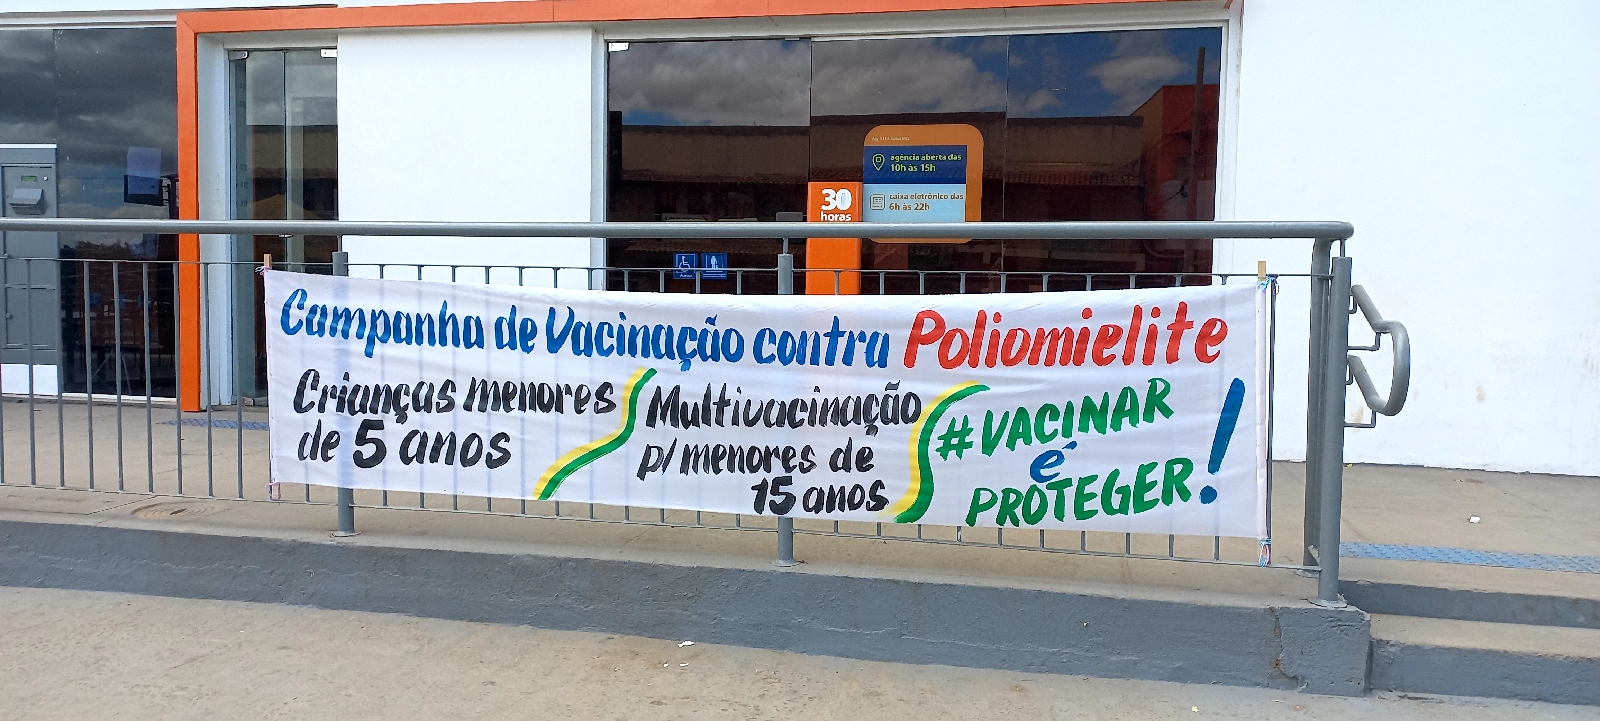 agência aberta das
10h às 15h
caixa eletrônico das
6h às 22h
30
horas
Campanha de Vacinação contra Poliomielite
Crianças menores
de 5 anos
Multivacinação
p/ menores de
15 anos
#VACINAR
é
PROTEGER!